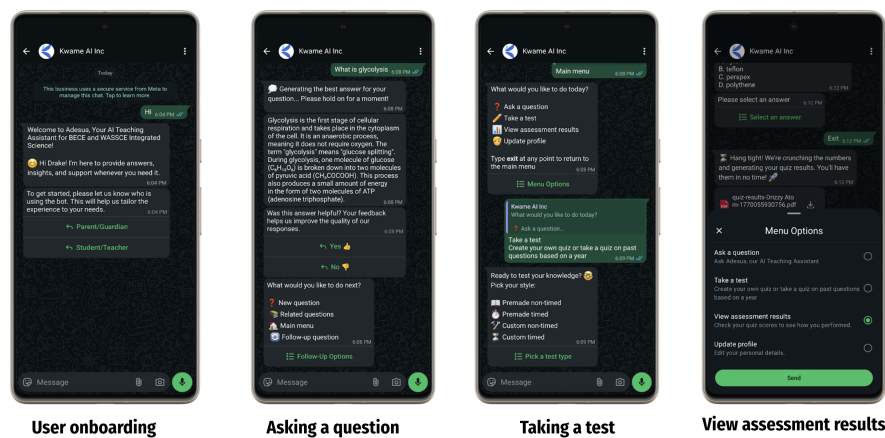 Kwame AI Inc
Today
This business uses a secure service from Meta to
manage this chat. Tap to learn more
Hi 6:04 PM
Welcome to Adesua, Your AI Teaching
Assistant for BECE and WASSCE Integrated
Science!
😊 Hi Drake! I'm here to provide answers,
insights, and support whenever you need it.
6:04 PM
To get started, please let us know who is
using the bot. This will help us tailor the
experience to your needs.
6:04 PM
Parent/Guardian
Student/Teacher
Message
User onboarding
Kwame AI Inc
What is glycolysis 6:08 PM
💭 Generating the best answer for your
question... Please hold on for a moment!
6:08 PM
Glycolysis is the first stage of cellular
respiration and takes place in the cytoplasm
of the cell. It is an anaerobic process,
meaning it does not require oxygen. The
term "glycolysis" means "glucose splitting".
During glycolysis, one molecule of glucose
(C₆H₁₂O₆) is broken down into two molecules
of pyruvic acid (CH₃COCOOH). This process
also produces a small amount of energy
in the form of two molecules of ATP
(adenosine triphosphate).
6:08 PM
Was this answer helpful? Your feedback
helps us improve the quality of our
responses.
6:08 PM
Yes 👍
No 👎
What would you like to do next?
❓ New question
📚 Related questions
🏠 Main menu
🔄 Follow-up question
6:08 PM
Follow-Up Options
Message
Asking a question
Kwame AI Inc
Main menu 6:08 PM
What would you like to do today?
❓ Ask a question
✏️ Take a test
📊 View assessment results
🧑 Update profile
Type exit at any point to return to
the main menu
6:08 PM
Menu Options
Kwame AI Inc
What would you like to do today?
❓ Ask a question...
Take a test
Create your own quiz or take a quiz on past
questions based on a year
6:09 PM
Ready to test your knowledge? 🤓
Pick your style:
📖 Premade non-timed
⏱️ Premade timed
🛠️ Custom non-timed
⏳ Custom timed
6:09 PM
Pick a test type
Message
Taking a test
Kwame AI Inc
B. teflon
C. perspex
D. polythene
6:12 PM
Please select an answer
6:12 PM
Select an answer
Exit 6:12 PM
⏳ Hang tight! We're crunching the numbers
and generating your quiz results. You'll have
them in no time! 🚀
6:12 PM
quiz-results-Drizzy Ato
m-1770055930756.pdf
Menu Options
Ask a question
Ask Adesua, our AI Teaching Assistant
Take a test
Create your own quiz or take a quiz on past questions
based on a year
View assessment results
Check your quiz scores to see how you performed.
Update profile
Edit your personal details.
Send
View assessment results